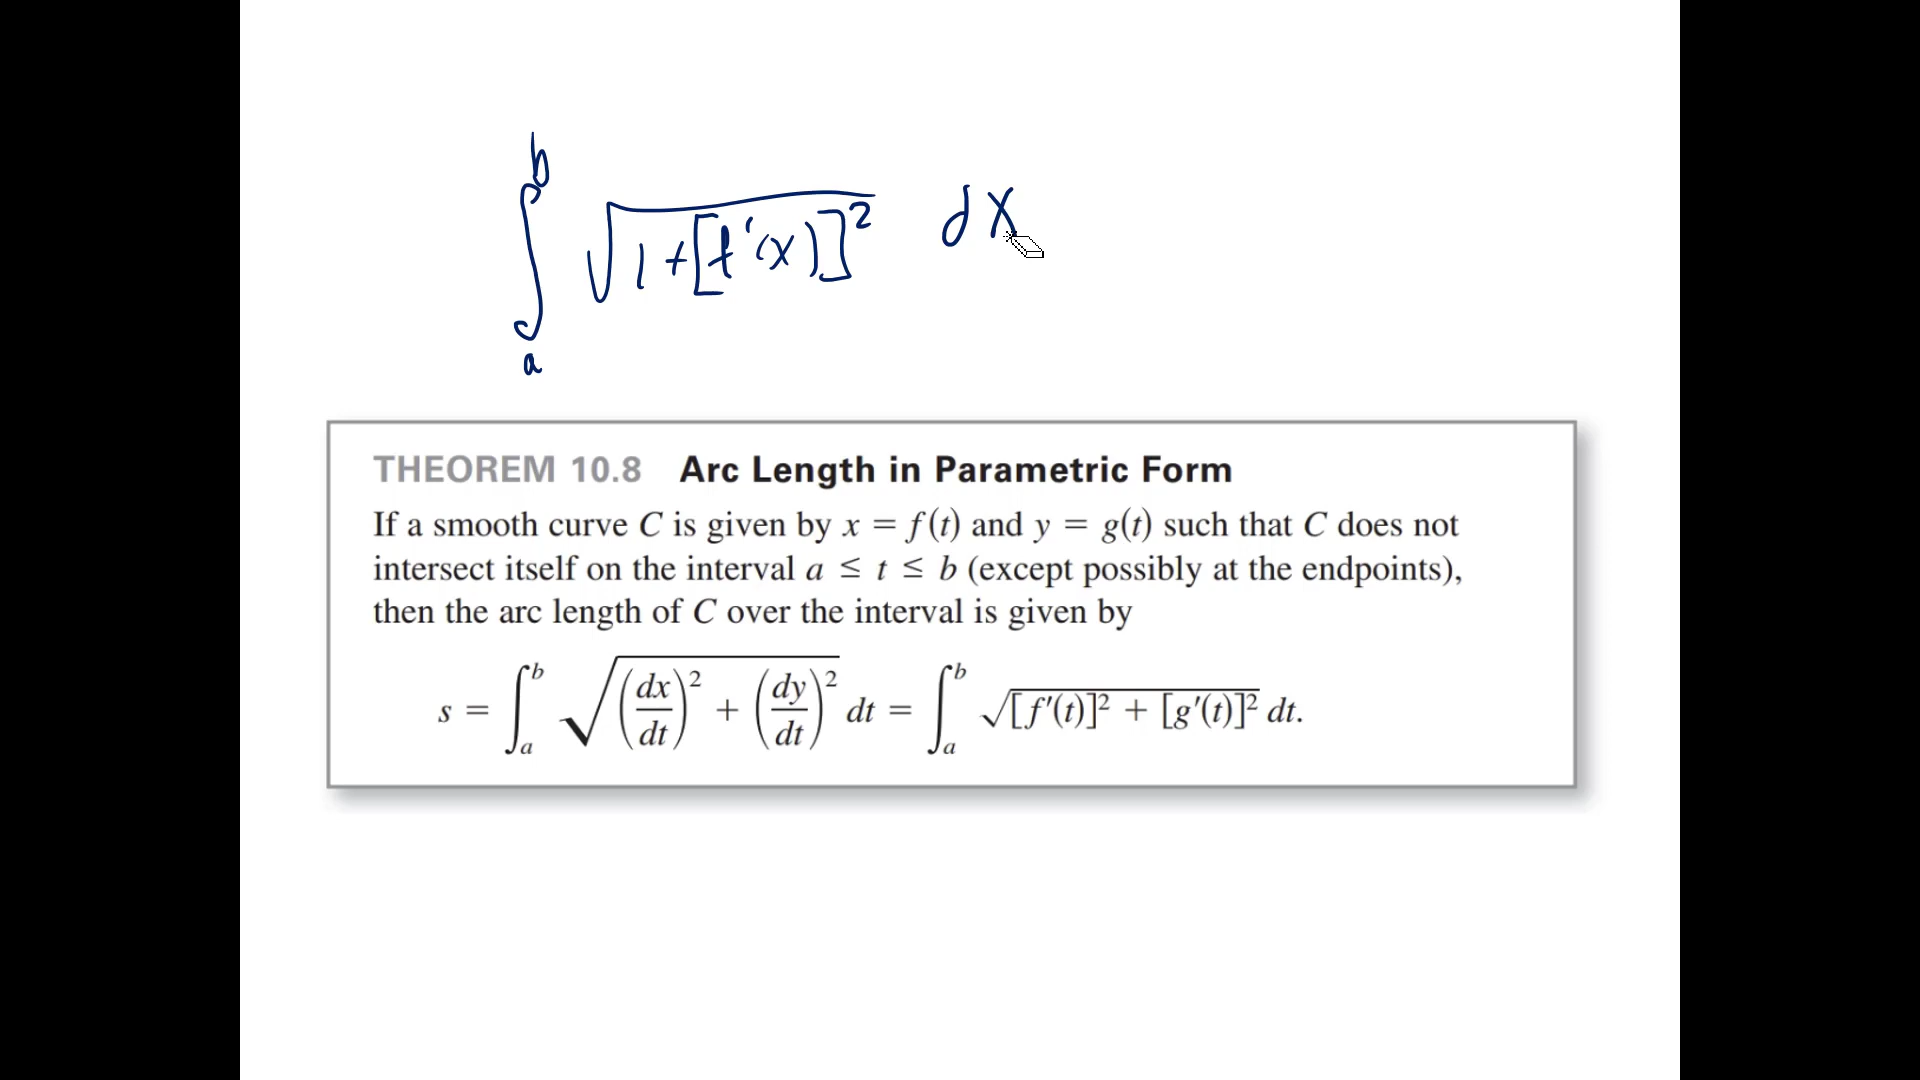 ∫_a^b √(1+[f'(x)]²) dx
THEOREM 10.8 Arc Length in Parametric Form
If a smooth curve C is given by x = f(t) and y = g(t) such that C does not
intersect itself on the interval a ≤ t ≤ b (except possibly at the endpoints),
then the arc length of C over the interval is given by
s = ∫_a^b √((dx/dt)² + (dy/dt)²) dt = ∫_a^b √([f'(t)]² + [g'(t)]²) dt.